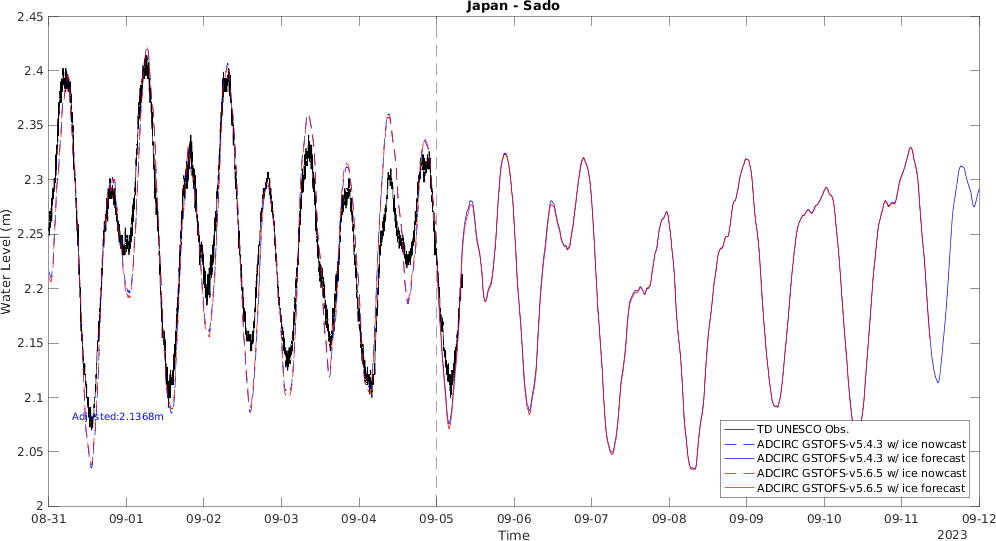 Japan - Sado
Water Level (m)
2.45
2.4
2.35
2.3
2.25
2.2
2.15
2.1
2.05
2
Adjusted:2.1368m
TD UNESCO Obs.
ADCIRC GSTOFS-v5.4.3 w/ ice nowcast
ADCIRC GSTOFS-v5.4.3 w/ ice forecast
ADCIRC GSTOFS-v5.6.5 w/ ice nowcast
ADCIRC GSTOFS-v5.6.5 w/ ice forecast
08-31 09-01 09-02 09-03 09-04 09-05 09-06 09-07 09-08 09-09 09-10 09-11 09-12
Time
2023